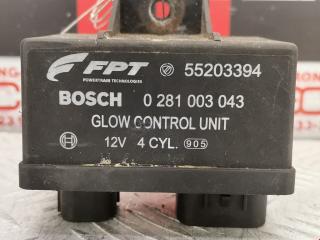 FPT 55203394
POWERTRAIN TECHNOLOGIES
BOSCH 0 281 003 043
GLOW CONTROL UNIT
12V 4 CYL. 905